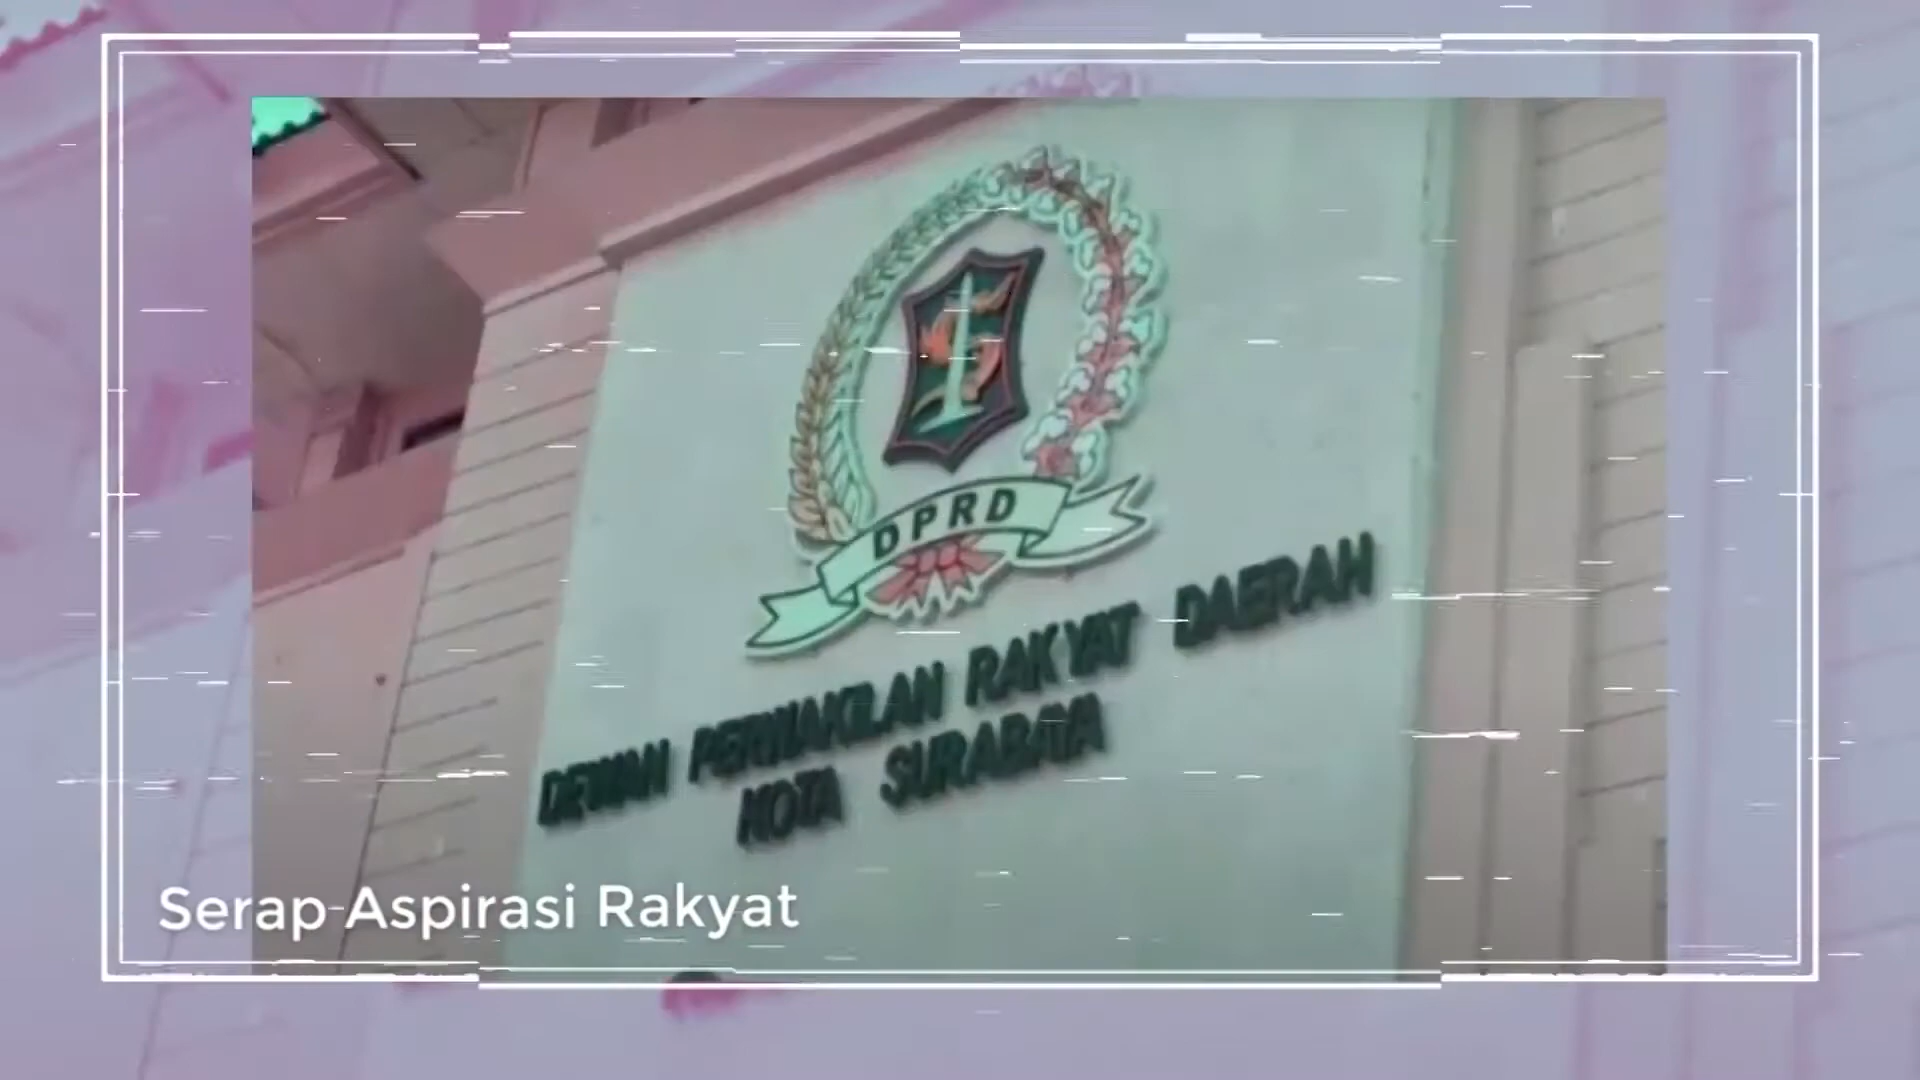 DPRD
DEWAN PERWAKILAN RAKYAT DAERAH
KOTA SURABAYA
Serap Aspirasi Rakyat